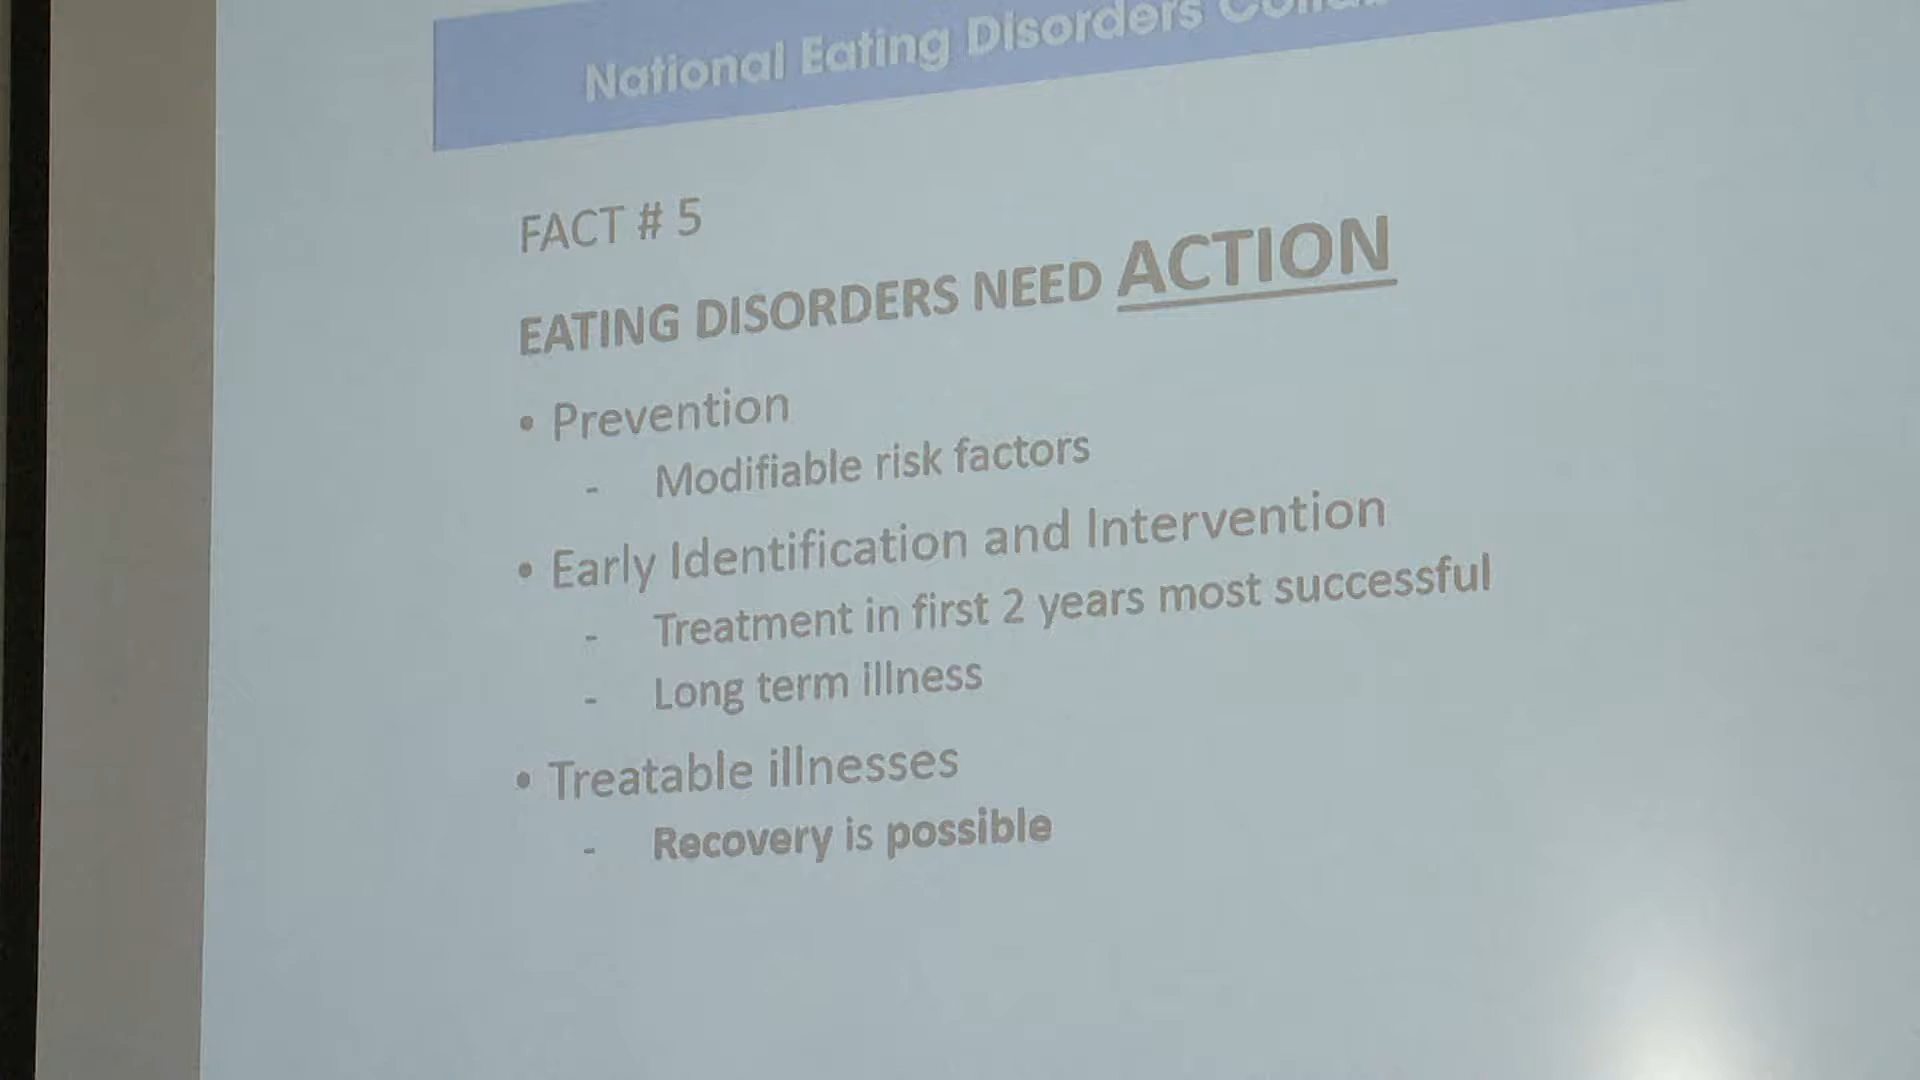 National Eating Disorders
FACT # 5
EATING DISORDERS NEED ACTION
• Prevention
- Modifiable risk factors
• Early Identification and Intervention
- Treatment in first 2 years most successful
- Long term illness
• Treatable illnesses
- Recovery is possible